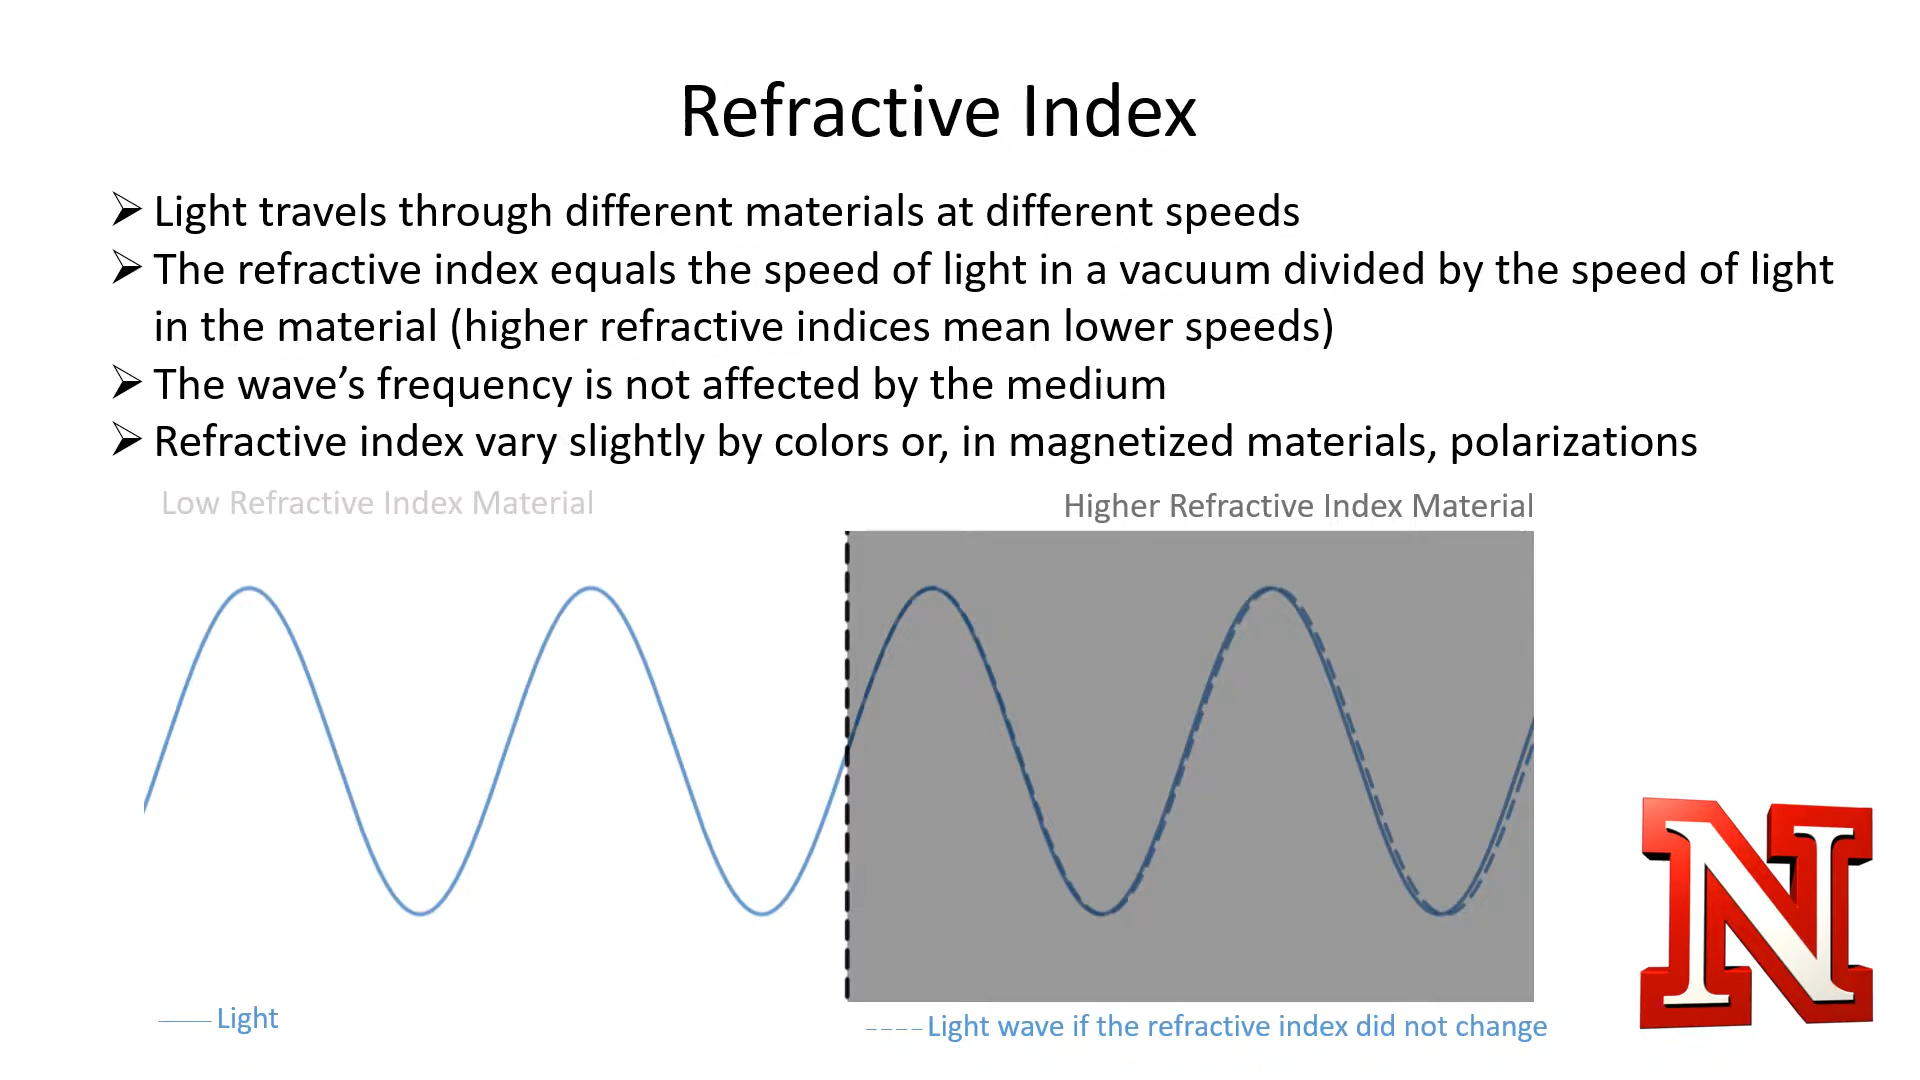 Refractive Index
➢ Light travels through different materials at different speeds
➢ The refractive index equals the speed of light in a vacuum divided by the speed of light
in the material (higher refractive indices mean lower speeds)
➢ The wave’s frequency is not affected by the medium
➢ Refractive index vary slightly by colors or, in magnetized materials, polarizations
Low Refractive Index Material
Higher Refractive Index Material
N
Light
Light wave if the refractive index did not change